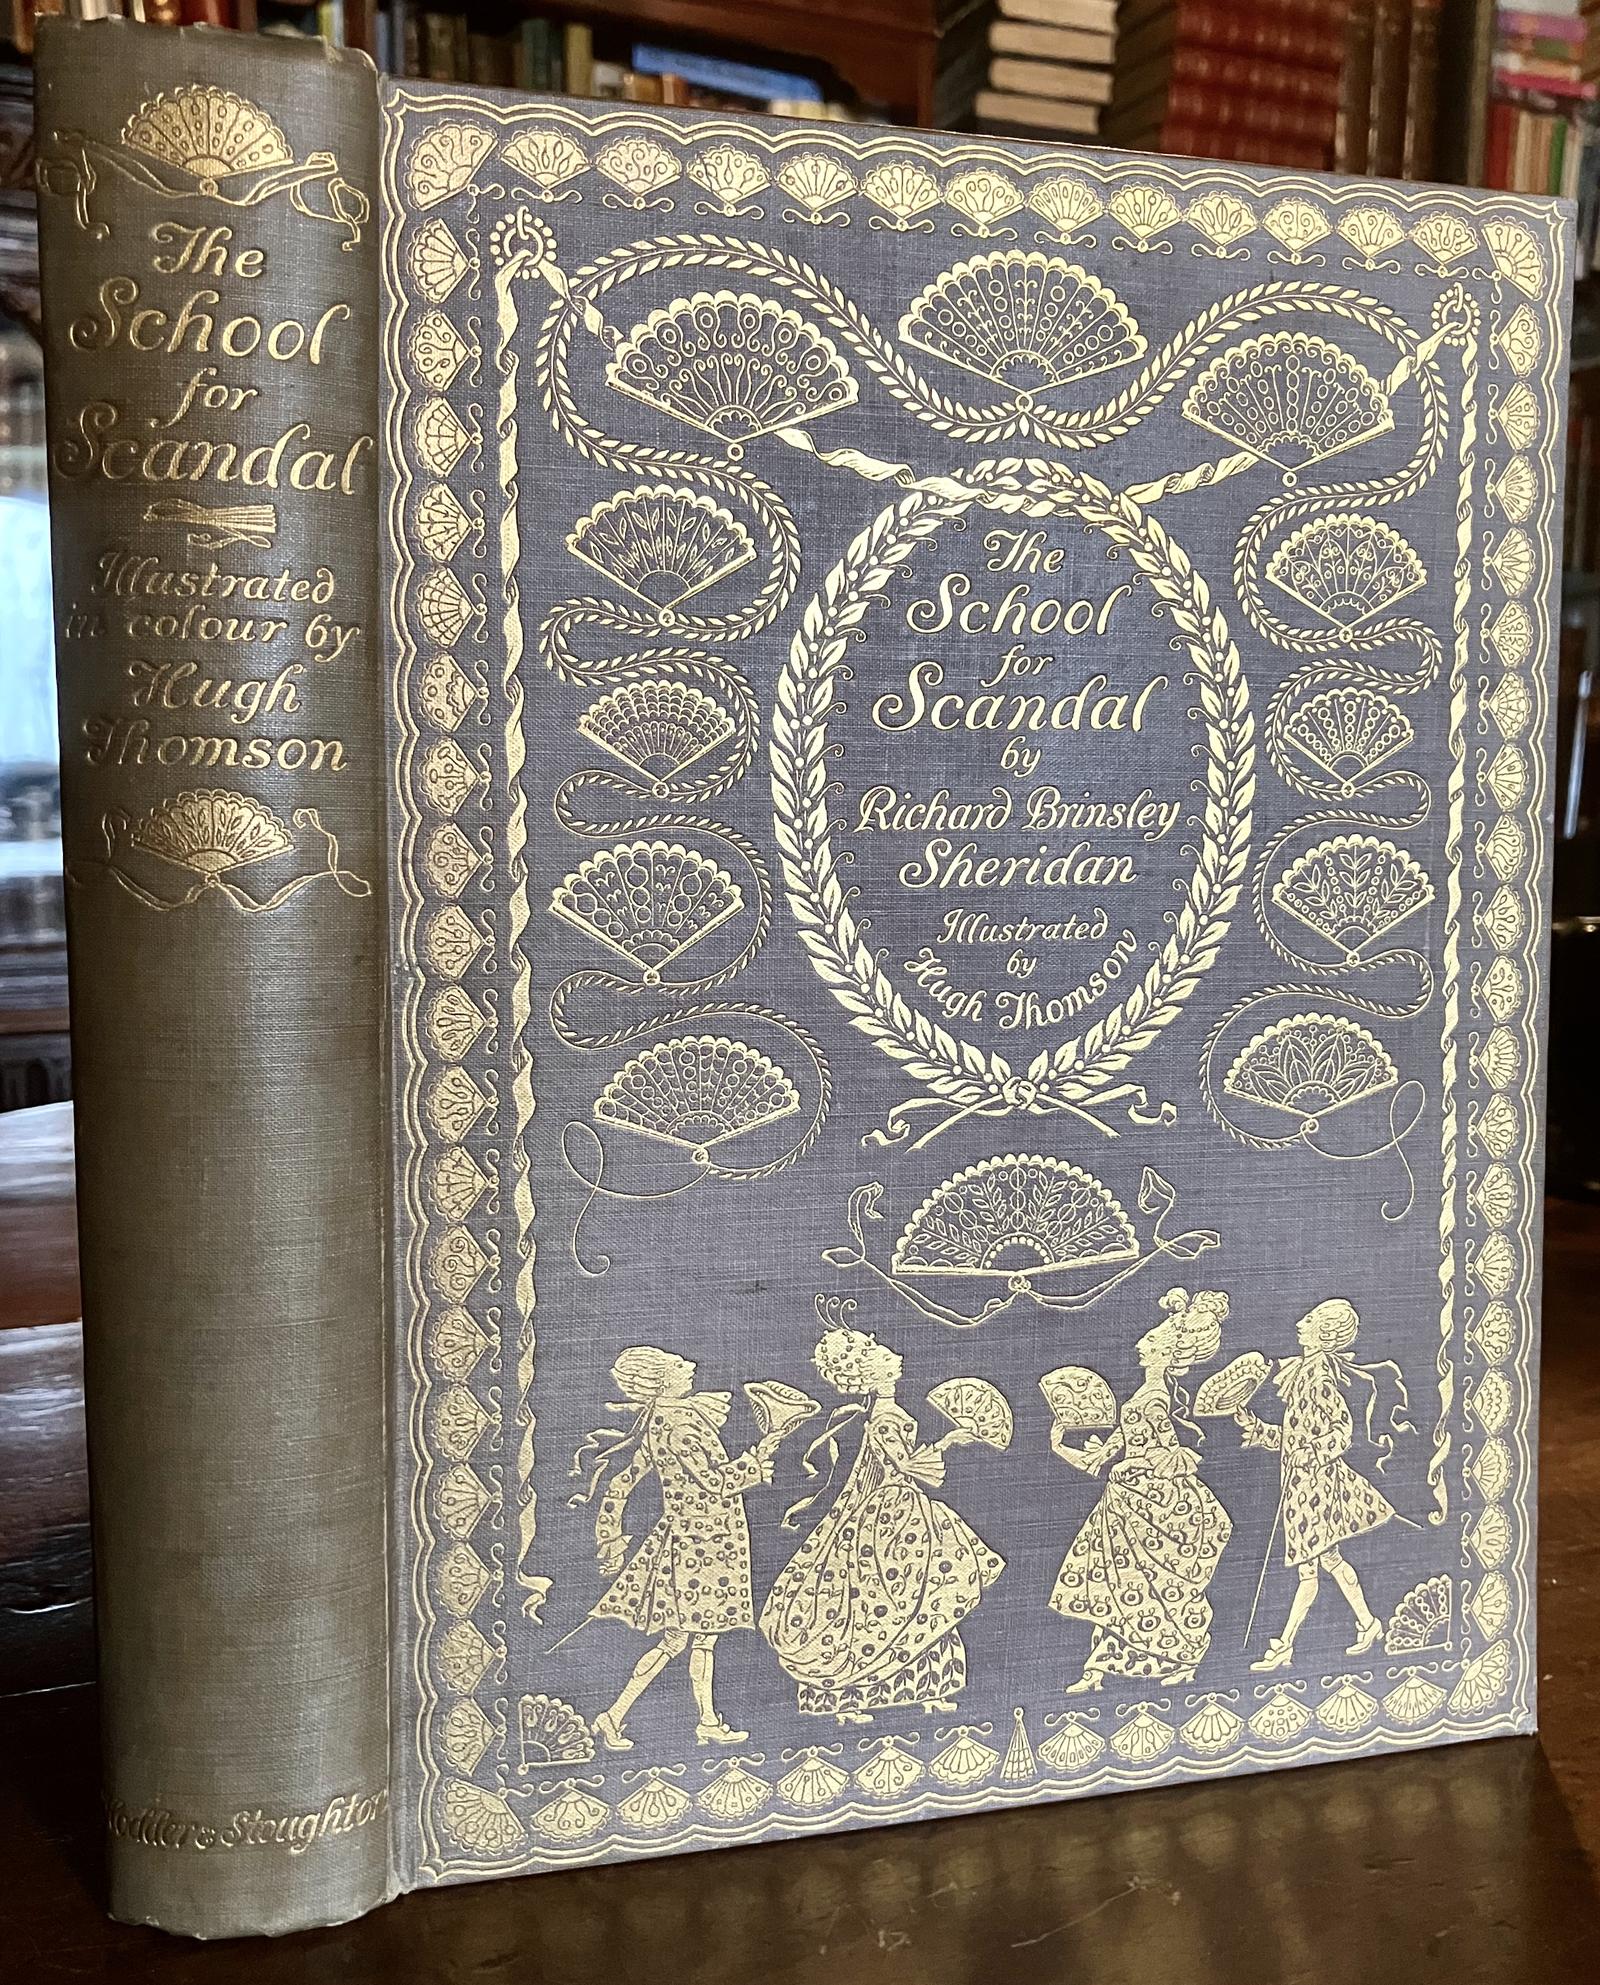 The
School
for
Scandal
Illustrated
in colour by
Hugh
Thomson
Hodder & Stoughton
The
School
for
Scandal
by
Richard Brinsley
Sheridan
Illustrated
by
Hugh Thomson